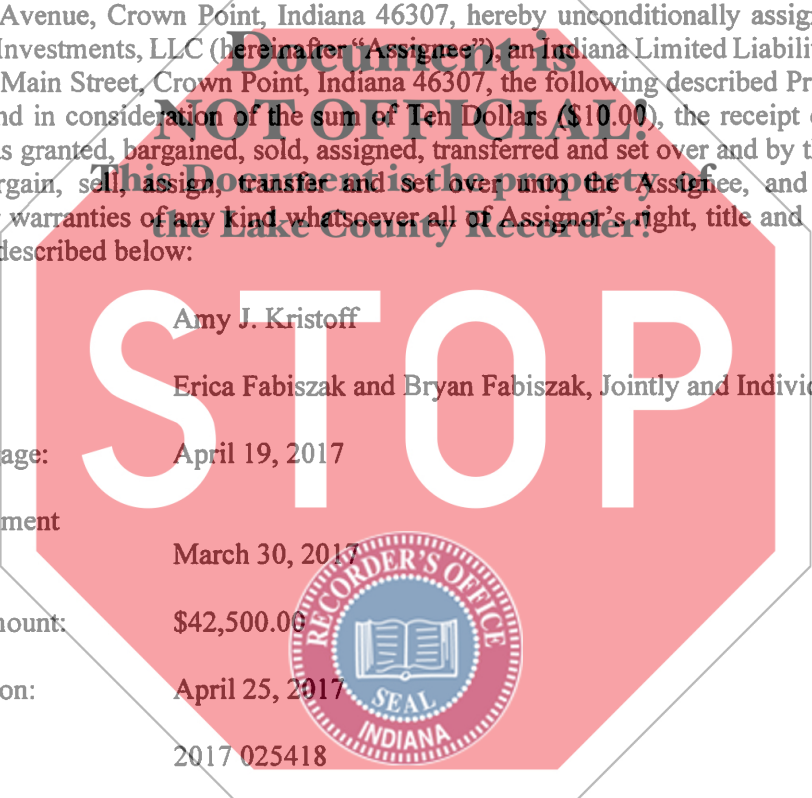 Avenue, Crown Point, Indiana 46307, hereby unconditionally assig
Investments, LLC (hereinafter “Assignee”), an Indiana Limited Liabili
Document is
Main Street, Crown Point, Indiana 46307, the following described Pr
nd in consideration of the sum of Ten Dollars ($10.00), the receipt
NOT OFFICIAL!
s granted, bargained, sold, assigned, transferred and set over and by t
rgain, sell, assign, transfer and set over unto the Assignee, and
This Document is the property of
warranties of any kind whatsoever all of Assignor’s right, title and
the Lake County Recorder!
described below:
STOP
Amy J. Kristoff
Erica Fabiszak and Bryan Fabiszak, Jointly and Individ
age: April 19, 2017
ment
March 30, 2017
nount: $42,500.00
on: April 25, 2017
2017 025418
RECORDER'S OFFICE
SEAL
INDIANA